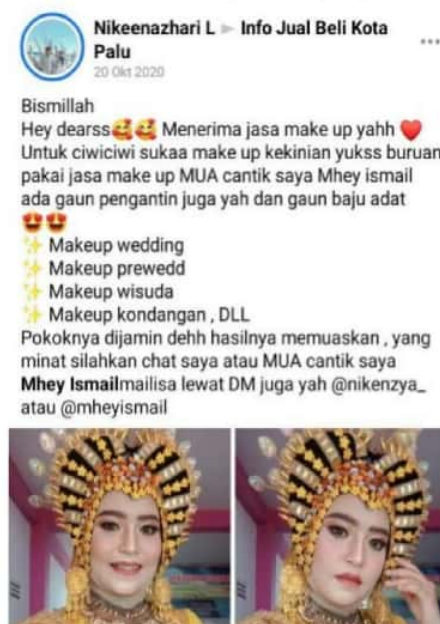 Nikeenazhari L ► Info Jual Beli Kota
Palu
20 Okt 2020
Bismillah
Hey dearss🥰🥰 Menerima jasa make up yahh ❤️
Untuk ciwiciwi sukaa make up kekinian yukss buruan
pakai jasa make up MUA cantik saya Mhey ismail
ada gaun pengantin juga yah dan gaun baju adat
😍😍
✨ Makeup wedding
✨ Makeup prewedd
✨ Makeup wisuda
✨ Makeup kondangan , DLL
Pokoknya dijamin dehh hasilnya memuaskan , yang
minat silahkan chat saya atau MUA cantik saya
Mhey Ismailmailisa lewat DM juga yah @nikenzya_
atau @mheyismail